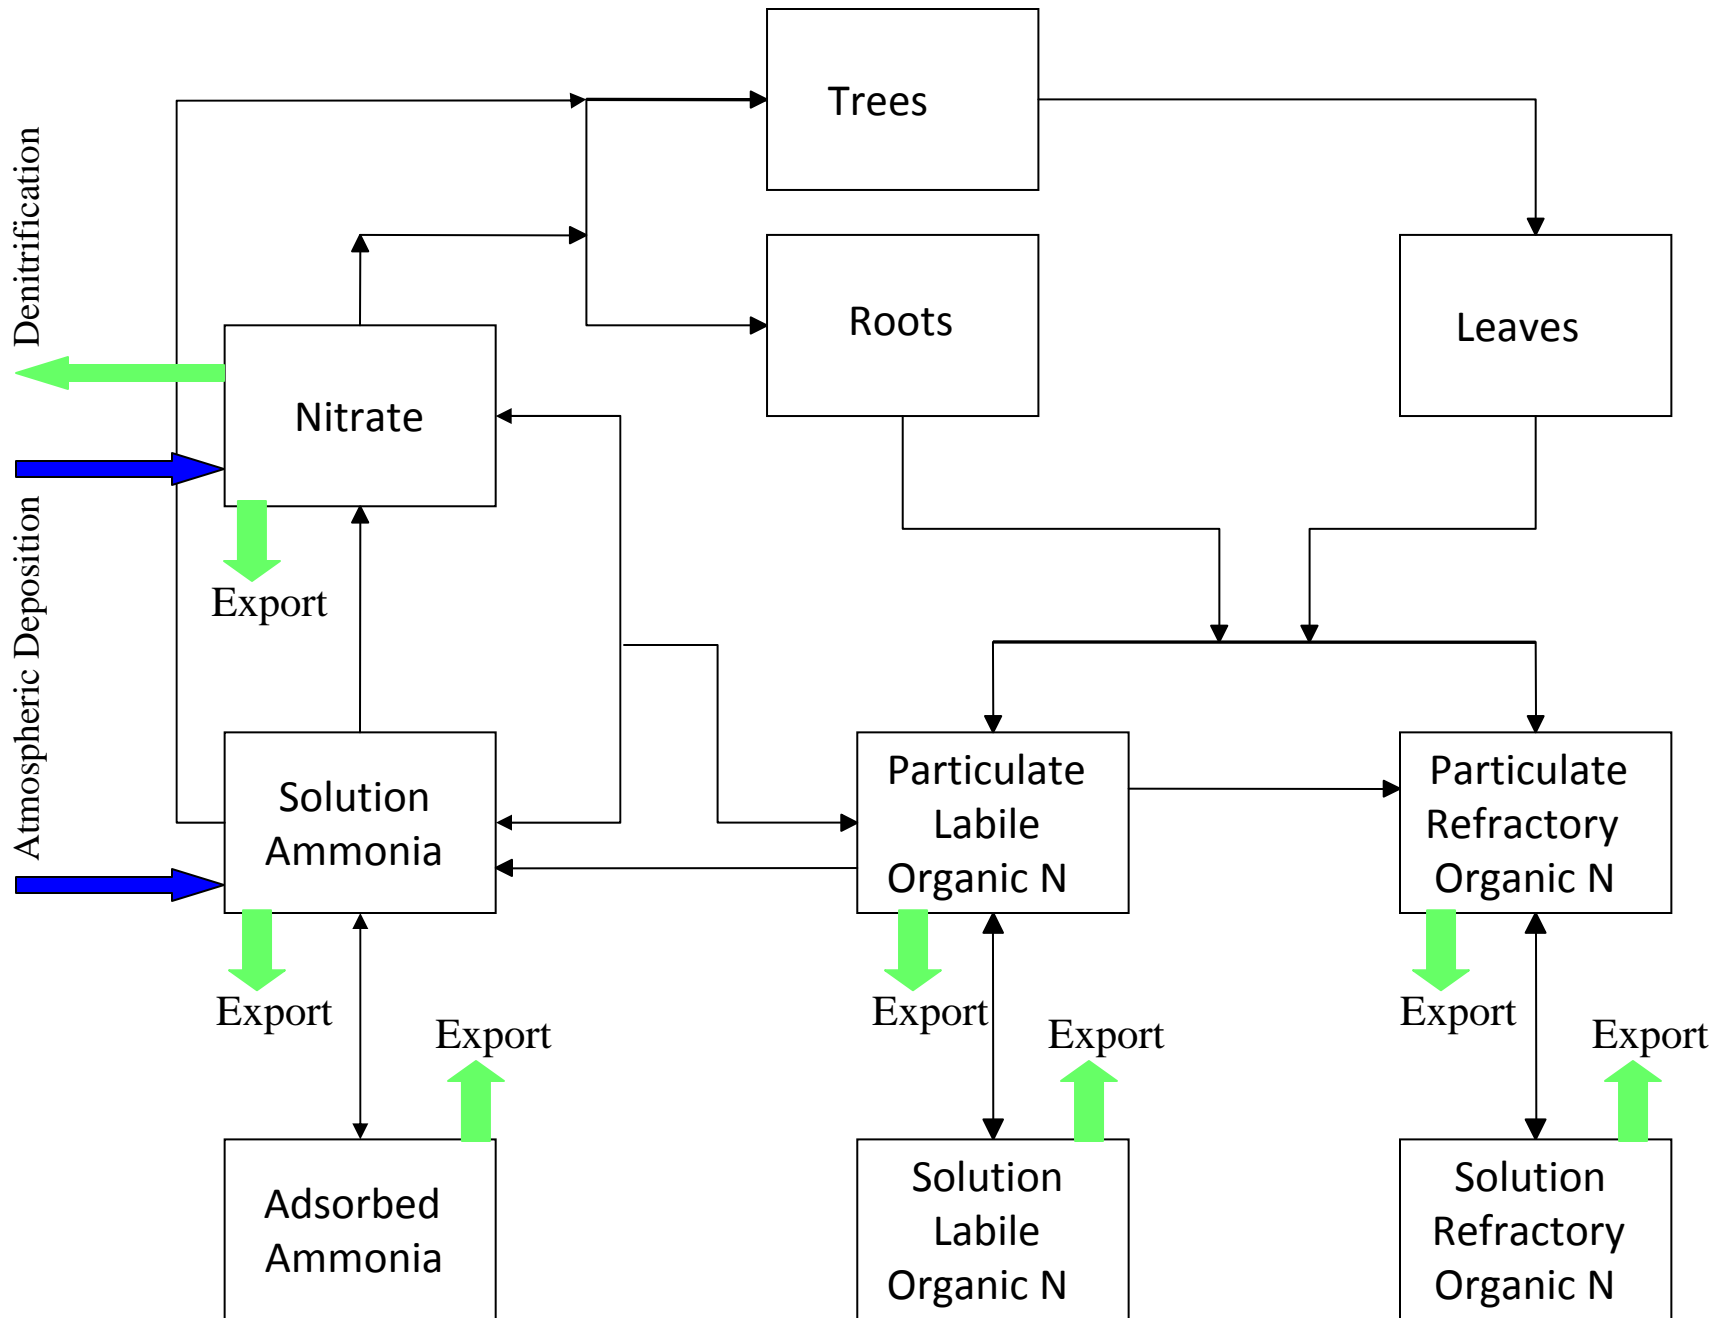 Trees
Denitrification
Roots
Leaves
Nitrate
Atmospheric Deposition
Export
Solution
Ammonia
Particulate
Labile
Organic N
Particulate
Refractory
Organic N
Export
Export
Export
Export
Export
Export
Adsorbed
Ammonia
Solution
Labile
Organic N
Solution
Refractory
Organic N